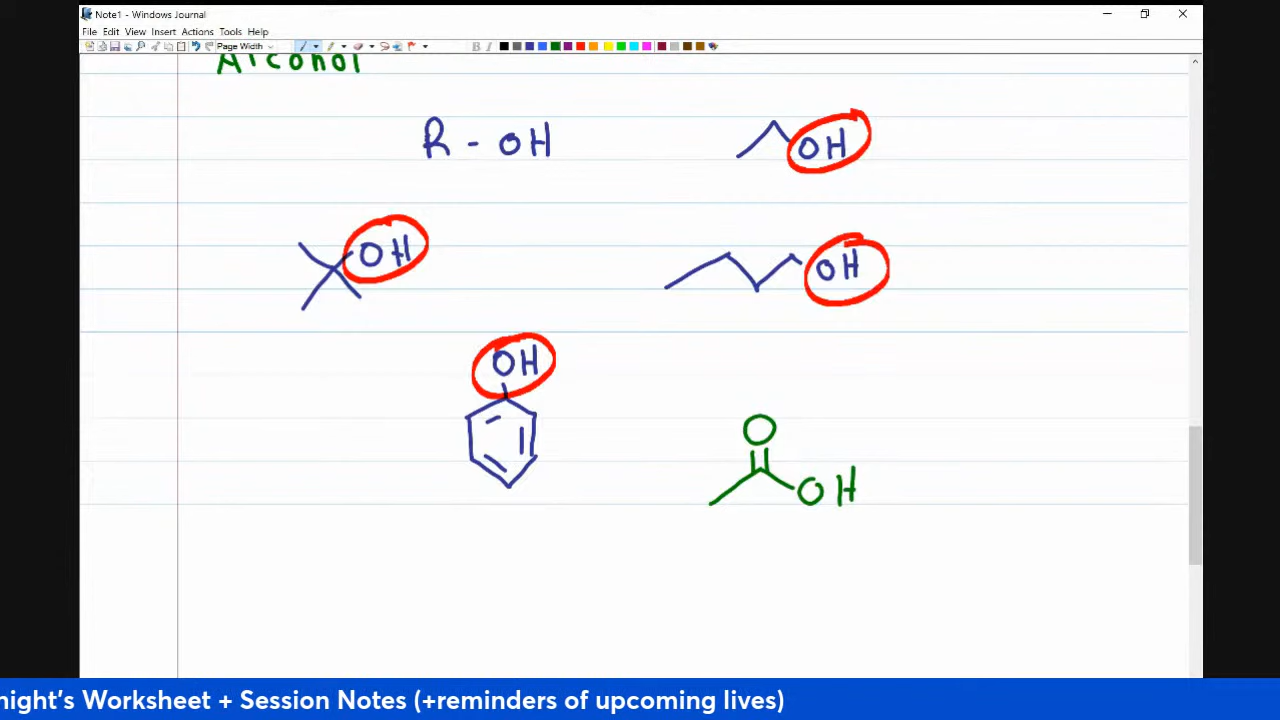 Note1 - Windows Journal
File Edit View Insert Actions Tools Help
Page Width B I
Alcohol
R - OH
OH
OH
OH
OH
O
OH
night's Worksheet + Session Notes (+reminders of upcoming lives)